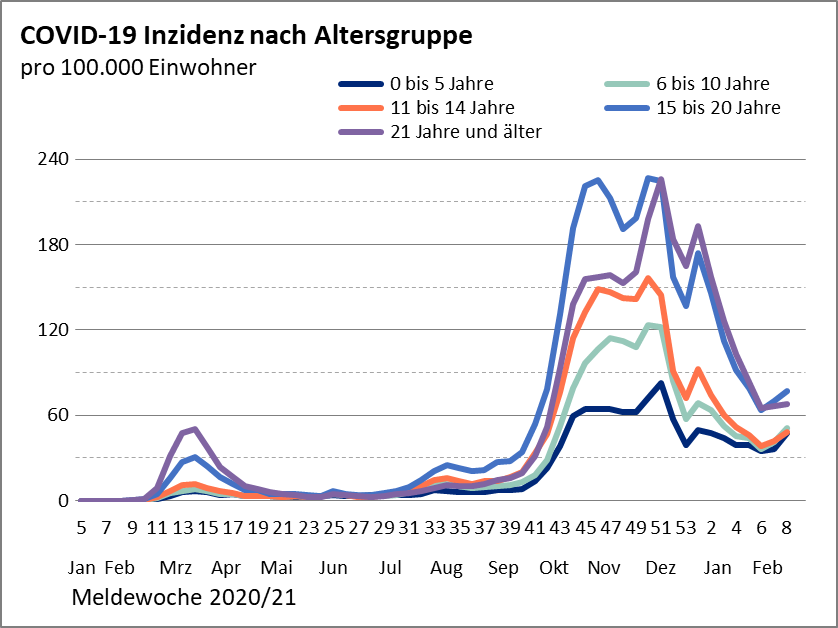 COVID-19 Inzidenz nach Altersgruppe
pro 100.000 Einwohner
0 bis 5 Jahre 6 bis 10 Jahre
11 bis 14 Jahre 15 bis 20 Jahre
21 Jahre und älter
240
180
120
60
0
5 7 9 11 13 15 17 19 21 23 25 27 29 31 33 35 37 39 41 43 45 47 49 51 53 2 4 6 8
Jan Feb Mrz Apr Mai Jun Jul Aug Sep Okt Nov Dez Jan Feb
Meldewoche 2020/21